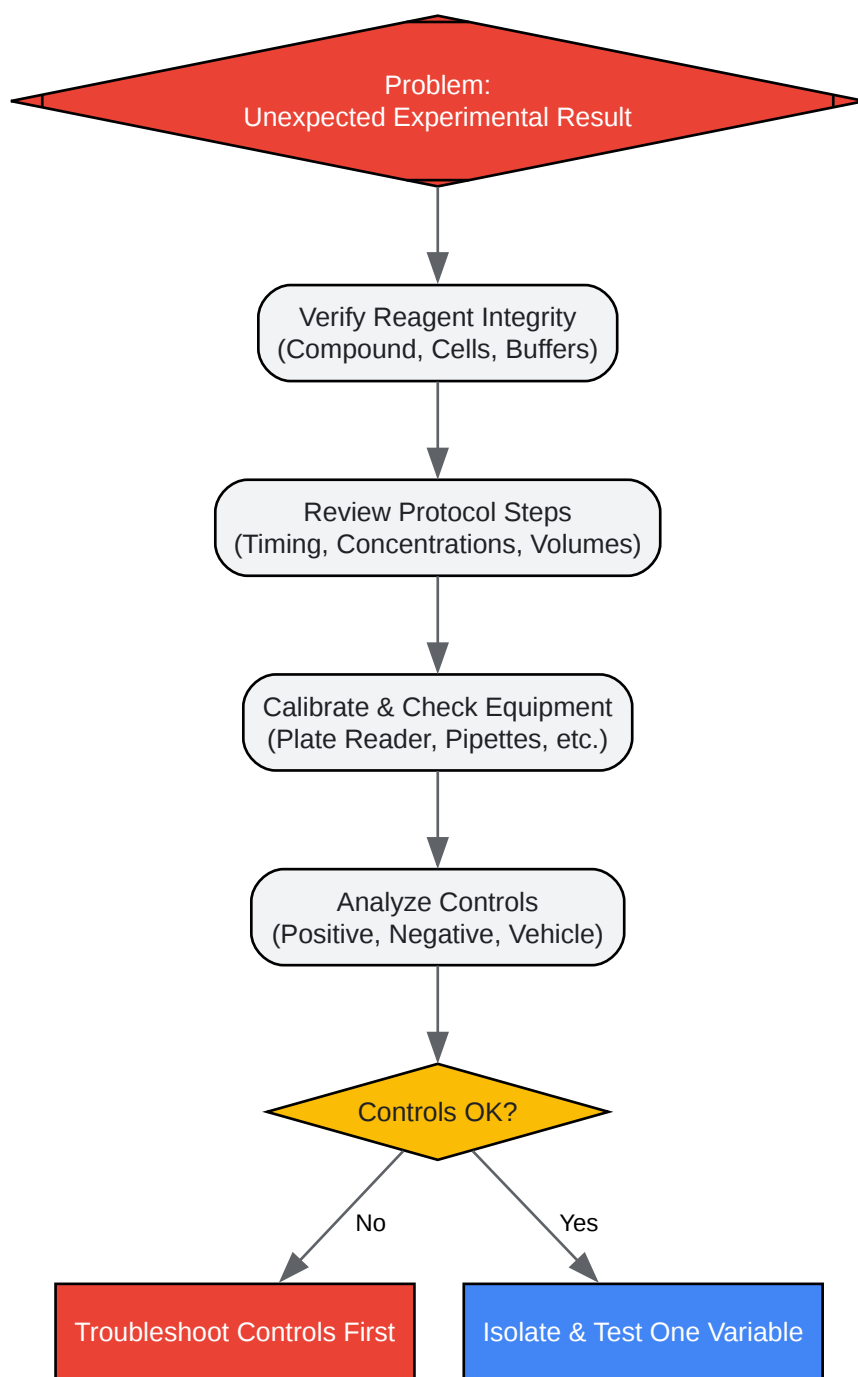 Problem:
Unexpected Experimental Result
Verify Reagent Integrity
(Compound, Cells, Buffers)
Review Protocol Steps
(Timing, Concentrations, Volumes)
Calibrate & Check Equipment
(Plate Reader, Pipettes, etc.)
Analyze Controls
(Positive, Negative, Vehicle)
Controls OK?
No
Yes
Troubleshoot Controls First
Isolate & Test One Variable